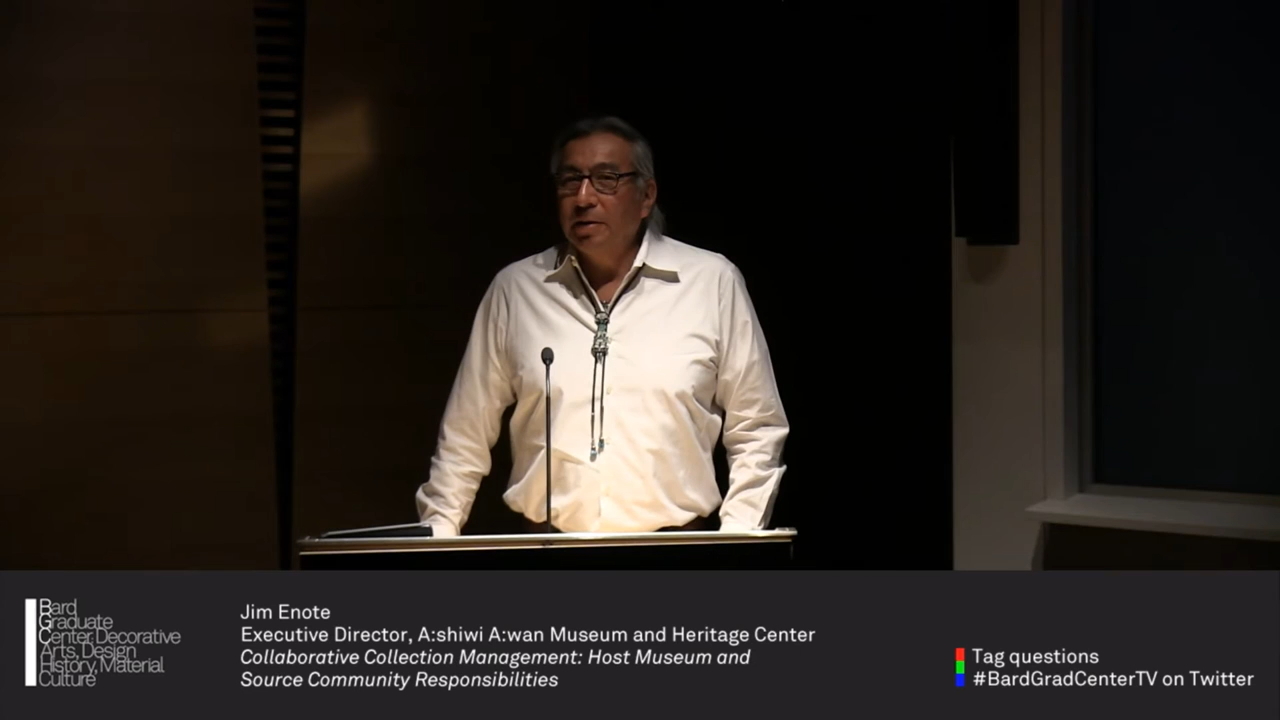 Bard
Graduate
Center Decorative
Arts, Design
History, Material
Culture
Jim Enote
Executive Director, A:shiwi A:wan Museum and Heritage Center
Collaborative Collection Management: Host Museum and
Source Community Responsibilities
Tag questions
#BardGradCenterTV on Twitter